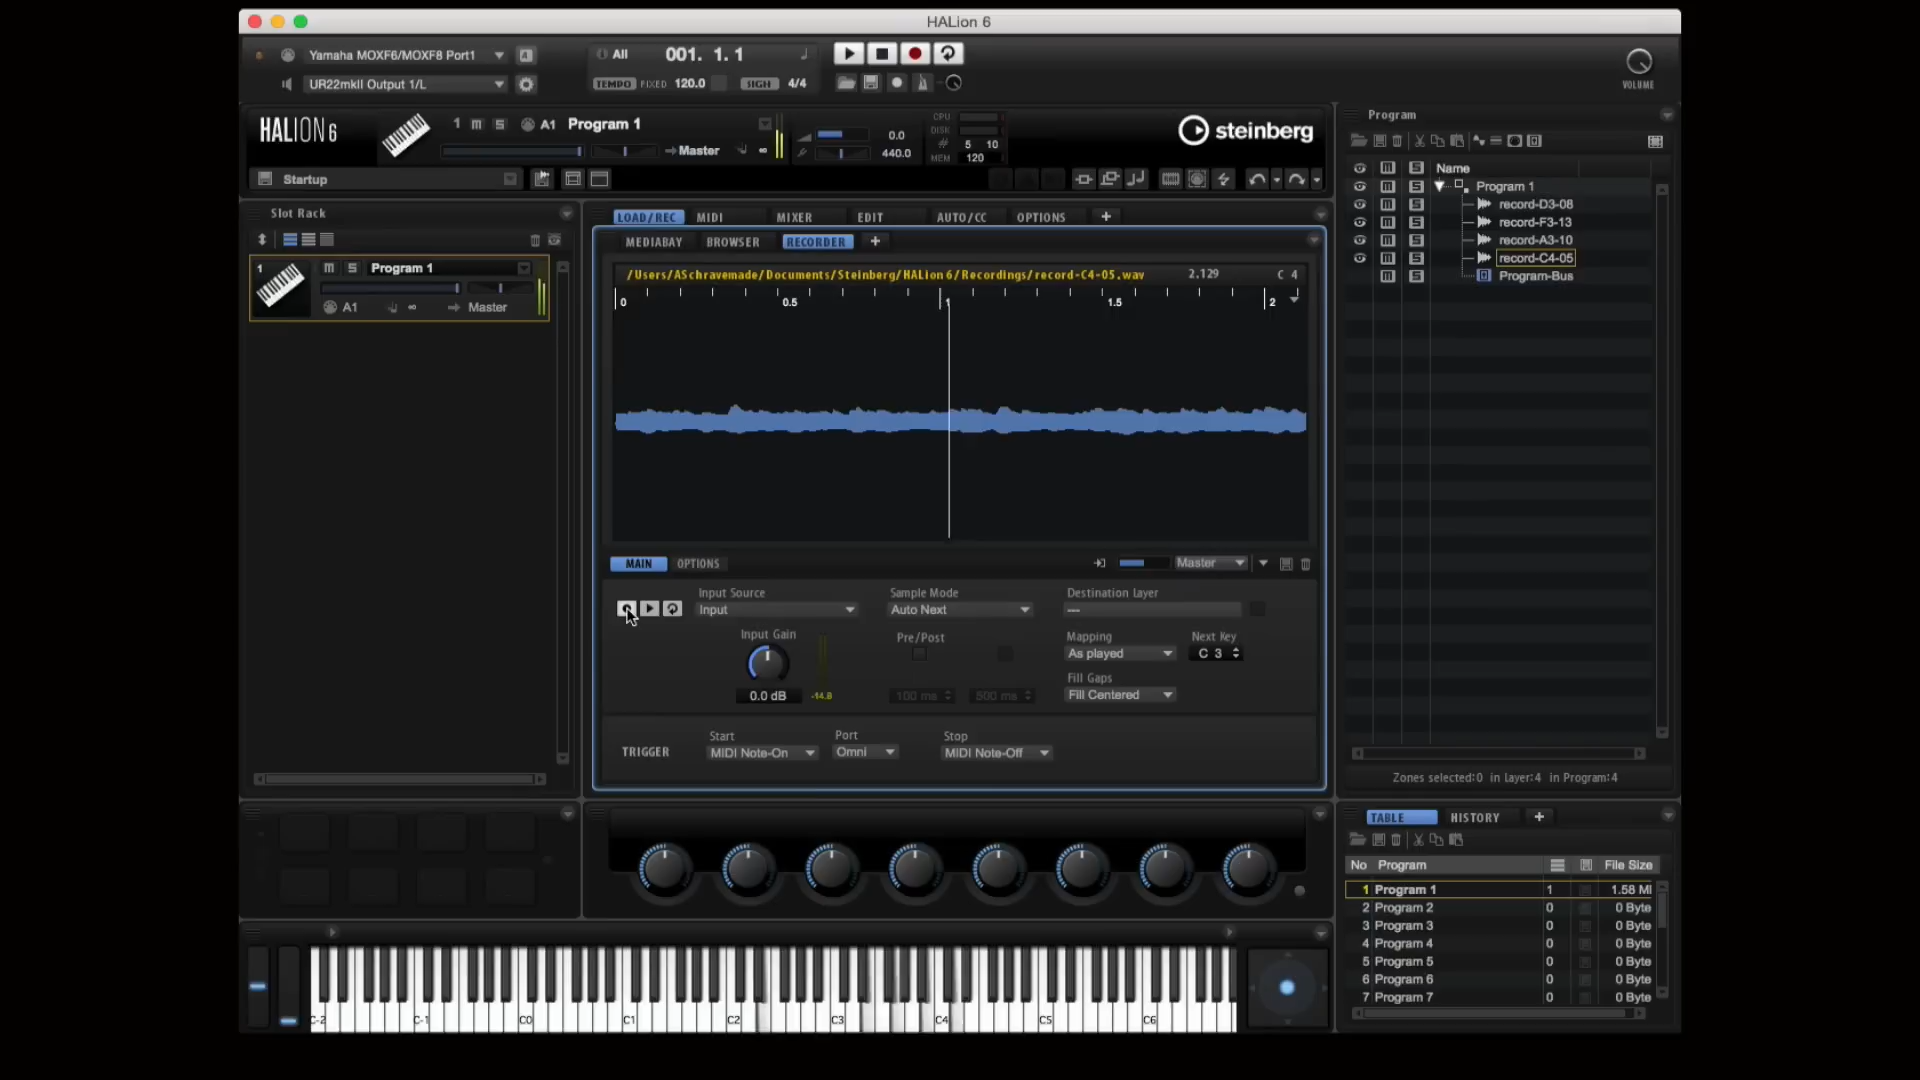 HALion 6
Yamaha MOXF6/MOXF8 Port1
All 001. 1. 1
VOLUME
UR22mkII Output 1/L
TEMPO FIXED 120.0 SIGN 4/4
HALION 6
1 M S A1 Program 1
Master
0.0
440.0
CPU
DISK
# 5 10
MEM 120
steinberg
Startup
Program
Name
Program 1
record-D3-08
record-F3-13
record-A3-10
record-C4-05
Program-Bus
Zones selected:0 in Layer:4 in Program:4
Slot Rack
1 M S Program 1
A1 Master
LOAD/REC MIDI MIXER EDIT AUTO/CC OPTIONS +
MEDIABAY BROWSER RECORDER +
/Users/ASchravemade/Documents/Steinberg/HALion 6/Recordings/record-C4-05.wav 2.129 C 4
0 0.5 1 1.5 2
MAIN OPTIONS Master
Input Source Sample Mode Destination Layer
Input Auto Next ---
Input Gain Pre/Post Mapping Next Key
As played C 3
Fill Gaps
0.0 dB -14.8 100 ms 500 ms Fill Centered
Start Port Stop
TRIGGER MIDI Note-On Omni MIDI Note-Off
TABLE HISTORY +
No Program File Size
1 Program 1 1 1.58 MI
2 Program 2 0 0 Byte
3 Program 3 0 0 Byte
4 Program 4 0 0 Byte
5 Program 5 0 0 Byte
6 Program 6 0 0 Byte
7 Program 7 0 0 Byte
C-2 C-1 C0 C1 C2 C3 C4 C5 C6